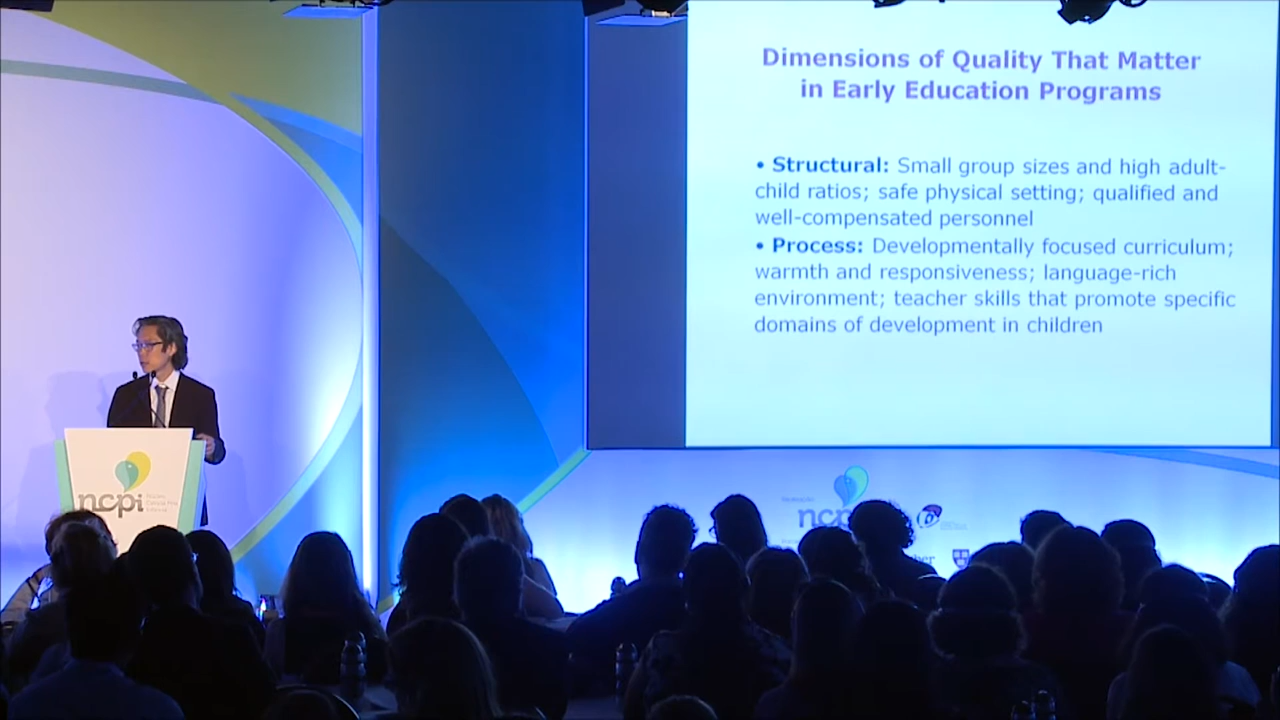 Dimensions of Quality That Matter
in Early Education Programs
• Structural: Small group sizes and high adult-
child ratios; safe physical setting; qualified and
well-compensated personnel
• Process: Developmentally focused curriculum;
warmth and responsiveness; language-rich
environment; teacher skills that promote specific
domains of development in children
ncpi
ncpi